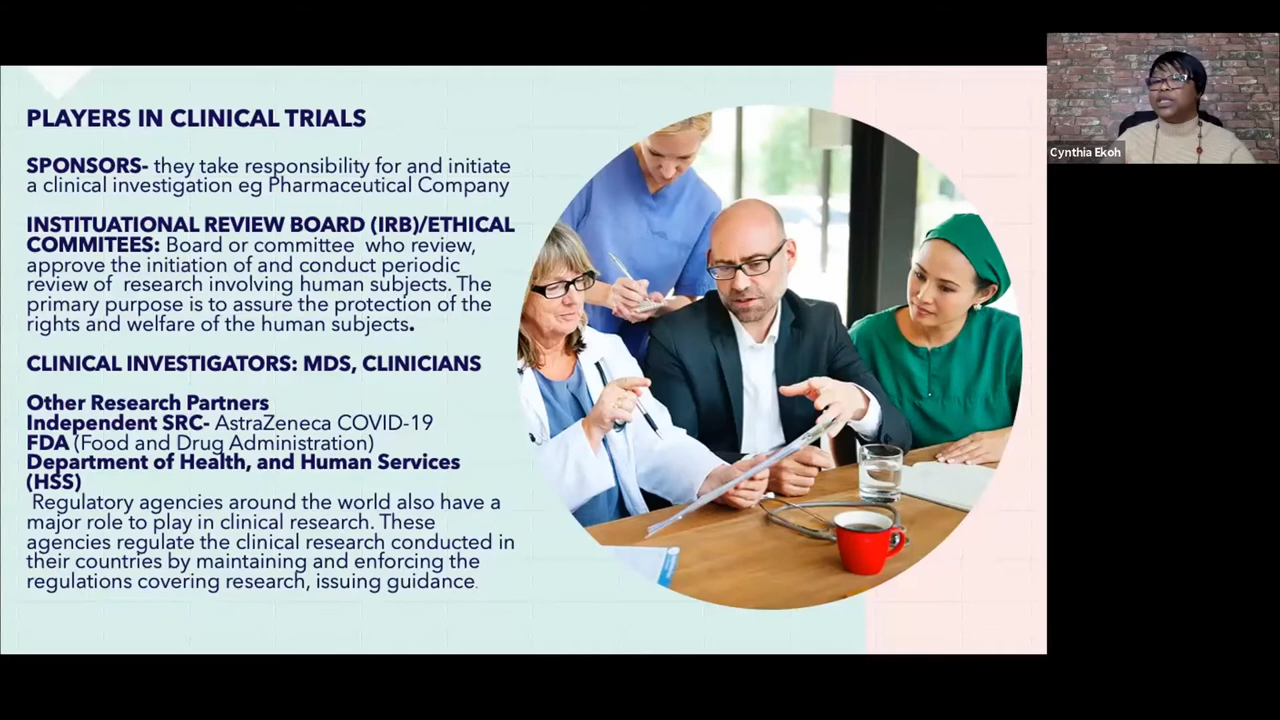 PLAYERS IN CLINICAL TRIALS
SPONSORS- they take responsibility for and initiate
a clinical investigation eg Pharmaceutical Company
INSTITUATIONAL REVIEW BOARD (IRB)/ETHICAL
COMMITEES: Board or committee who review,
approve the initiation of and conduct periodic
review of research involving human subjects. The
primary purpose is to assure the protection of the
rights and welfare of the human subjects.
CLINICAL INVESTIGATORS: MDS, CLINICIANS
Other Research Partners
Independent SRC- AstraZeneca COVID-19
FDA (Food and Drug Administration)
Department of Health, and Human Services
(HSS)
Regulatory agencies around the world also have a
major role to play in clinical research. These
agencies regulate the clinical research conducted in
their countries by maintaining and enforcing the
regulations covering research, issuing guidance.
Cynthia Ekoh